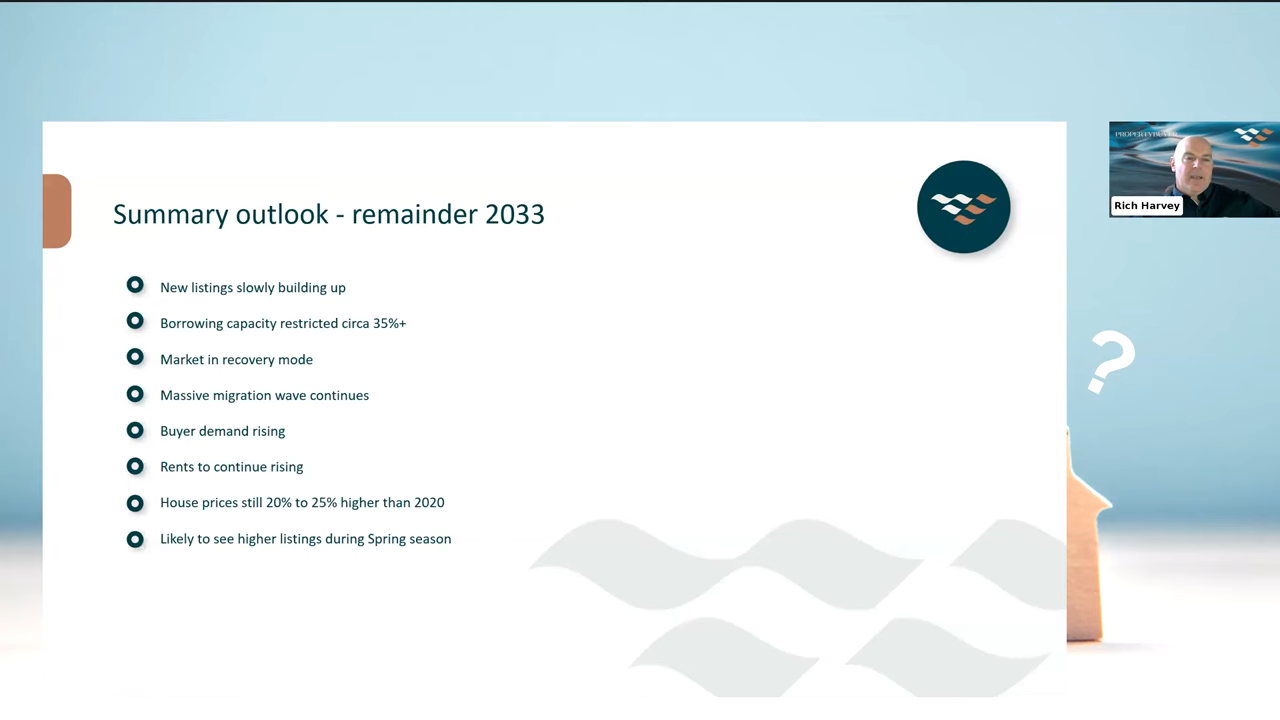 Summary outlook - remainder 2033
New listings slowly building up
Borrowing capacity restricted circa 35%+
Market in recovery mode
Massive migration wave continues
Buyer demand rising
Rents to continue rising
House prices still 20% to 25% higher than 2020
Likely to see higher listings during Spring season
PROPERTYBUYER
Rich Harvey
?